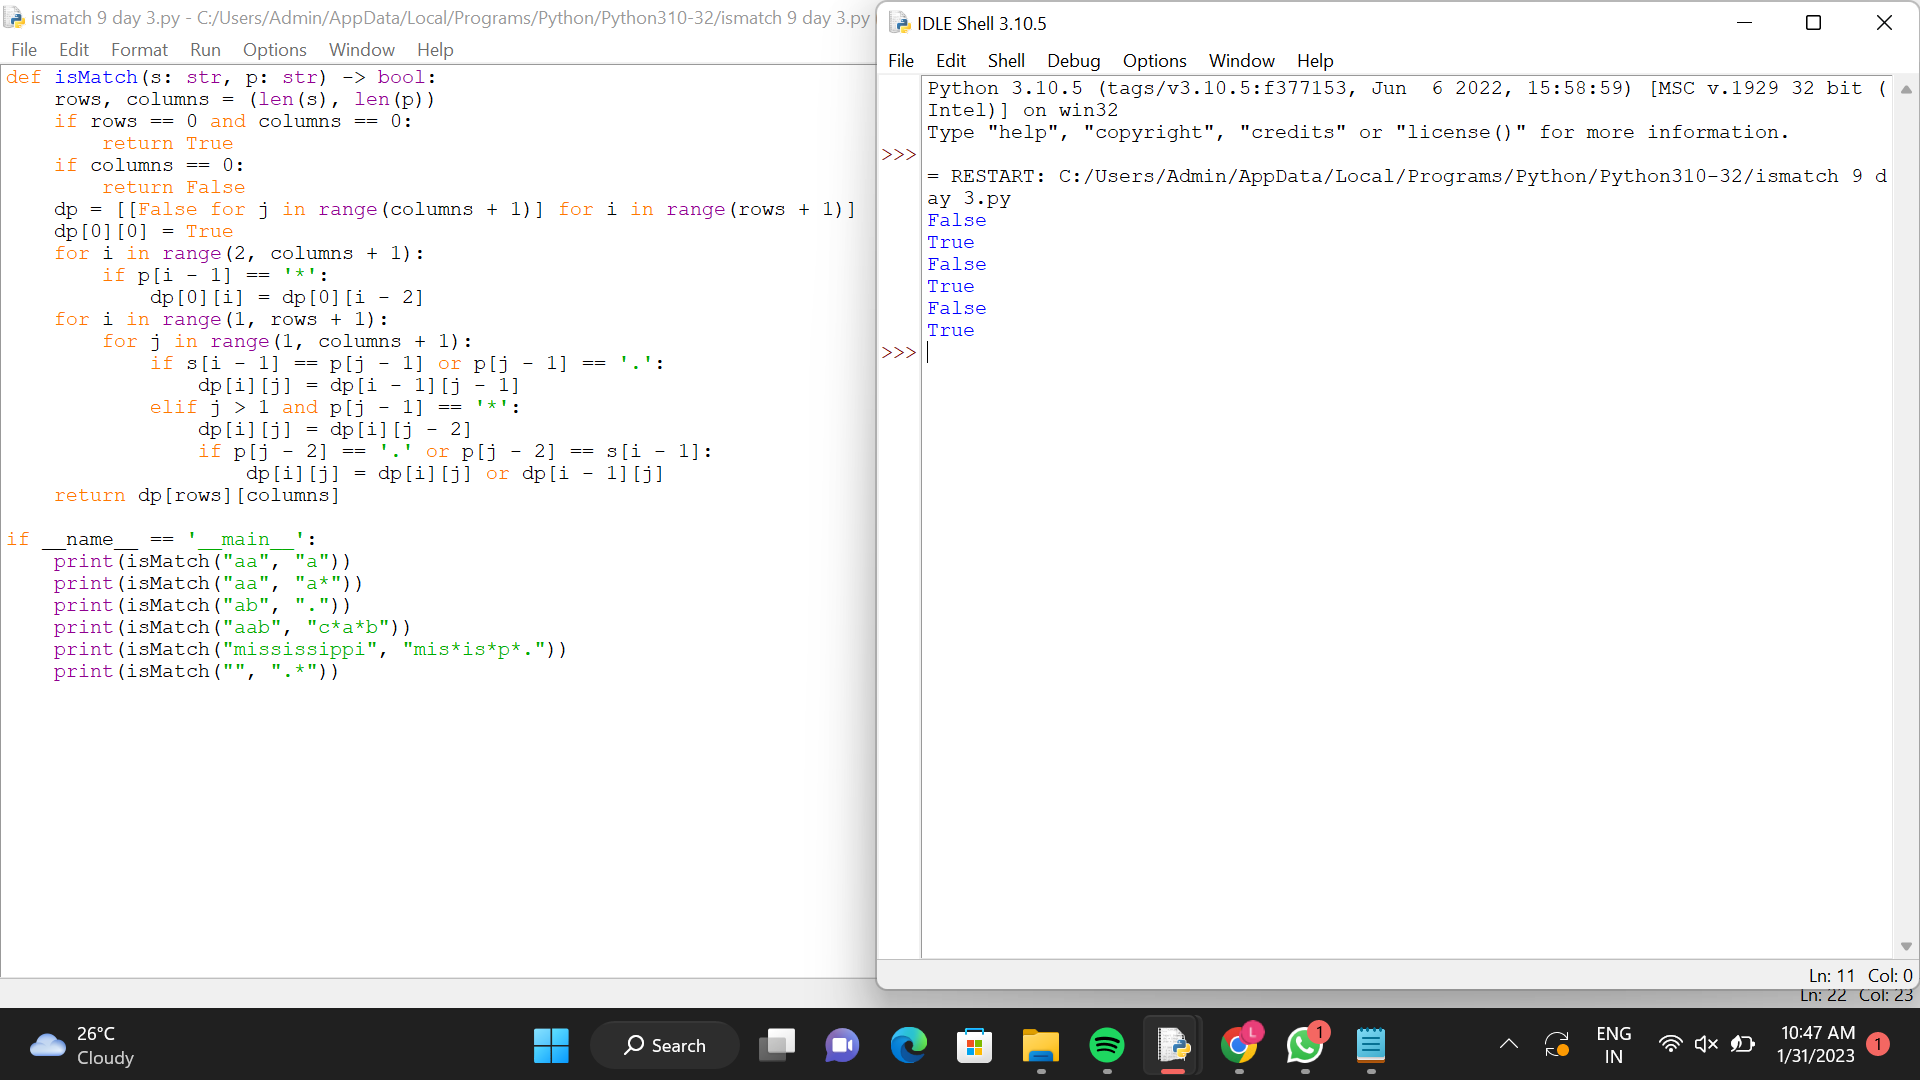 ismatch 9 day 3.py - C:/Users/Admin/AppData/Local/Programs/Python/Python310-32/ismatch 9 day 3.py
File Edit Format Run Options Window Help
def isMatch(s: str, p: str) -> bool:
    rows, columns = (len(s), len(p))
    if rows == 0 and columns == 0:
        return True
    if columns == 0:
        return False
    dp = [[False for j in range(columns + 1)] for i in range(rows + 1)]
    dp[0][0] = True
    for i in range(2, columns + 1):
        if p[i - 1] == '*':
            dp[0][i] = dp[0][i - 2]
    for i in range(1, rows + 1):
        for j in range(1, columns + 1):
            if s[i - 1] == p[j - 1] or p[j - 1] == '.':
                dp[i][j] = dp[i - 1][j - 1]
            elif j > 1 and p[j - 1] == '*':
                dp[i][j] = dp[i][j - 2]
                if p[j - 2] == '.' or p[j - 2] == s[i - 1]:
                    dp[i][j] = dp[i][j] or dp[i - 1][j]
    return dp[rows][columns]
if __name__ == '__main__':
    print(isMatch("aa", "a"))
    print(isMatch("aa", "a*"))
    print(isMatch("ab", "."))
    print(isMatch("aab", "c*a*b"))
    print(isMatch("mississippi", "mis*is*p*."))
    print(isMatch("", ".*"))
IDLE Shell 3.10.5
File Edit Shell Debug Options Window Help
Python 3.10.5 (tags/v3.10.5:f377153, Jun  6 2022, 15:58:59) [MSC v.1929 32 bit (
Intel)] on win32
Type "help", "copyright", "credits" or "license()" for more information.
>>>
= RESTART: C:/Users/Admin/AppData/Local/Programs/Python/Python310-32/ismatch 9 d
ay 3.py
False
True
False
True
False
True
>>>
Ln: 11 Col: 0
Ln: 22 Col: 23
26°C
Cloudy
Search
L
1
ENG
IN
10:47 AM
1/31/2023
1